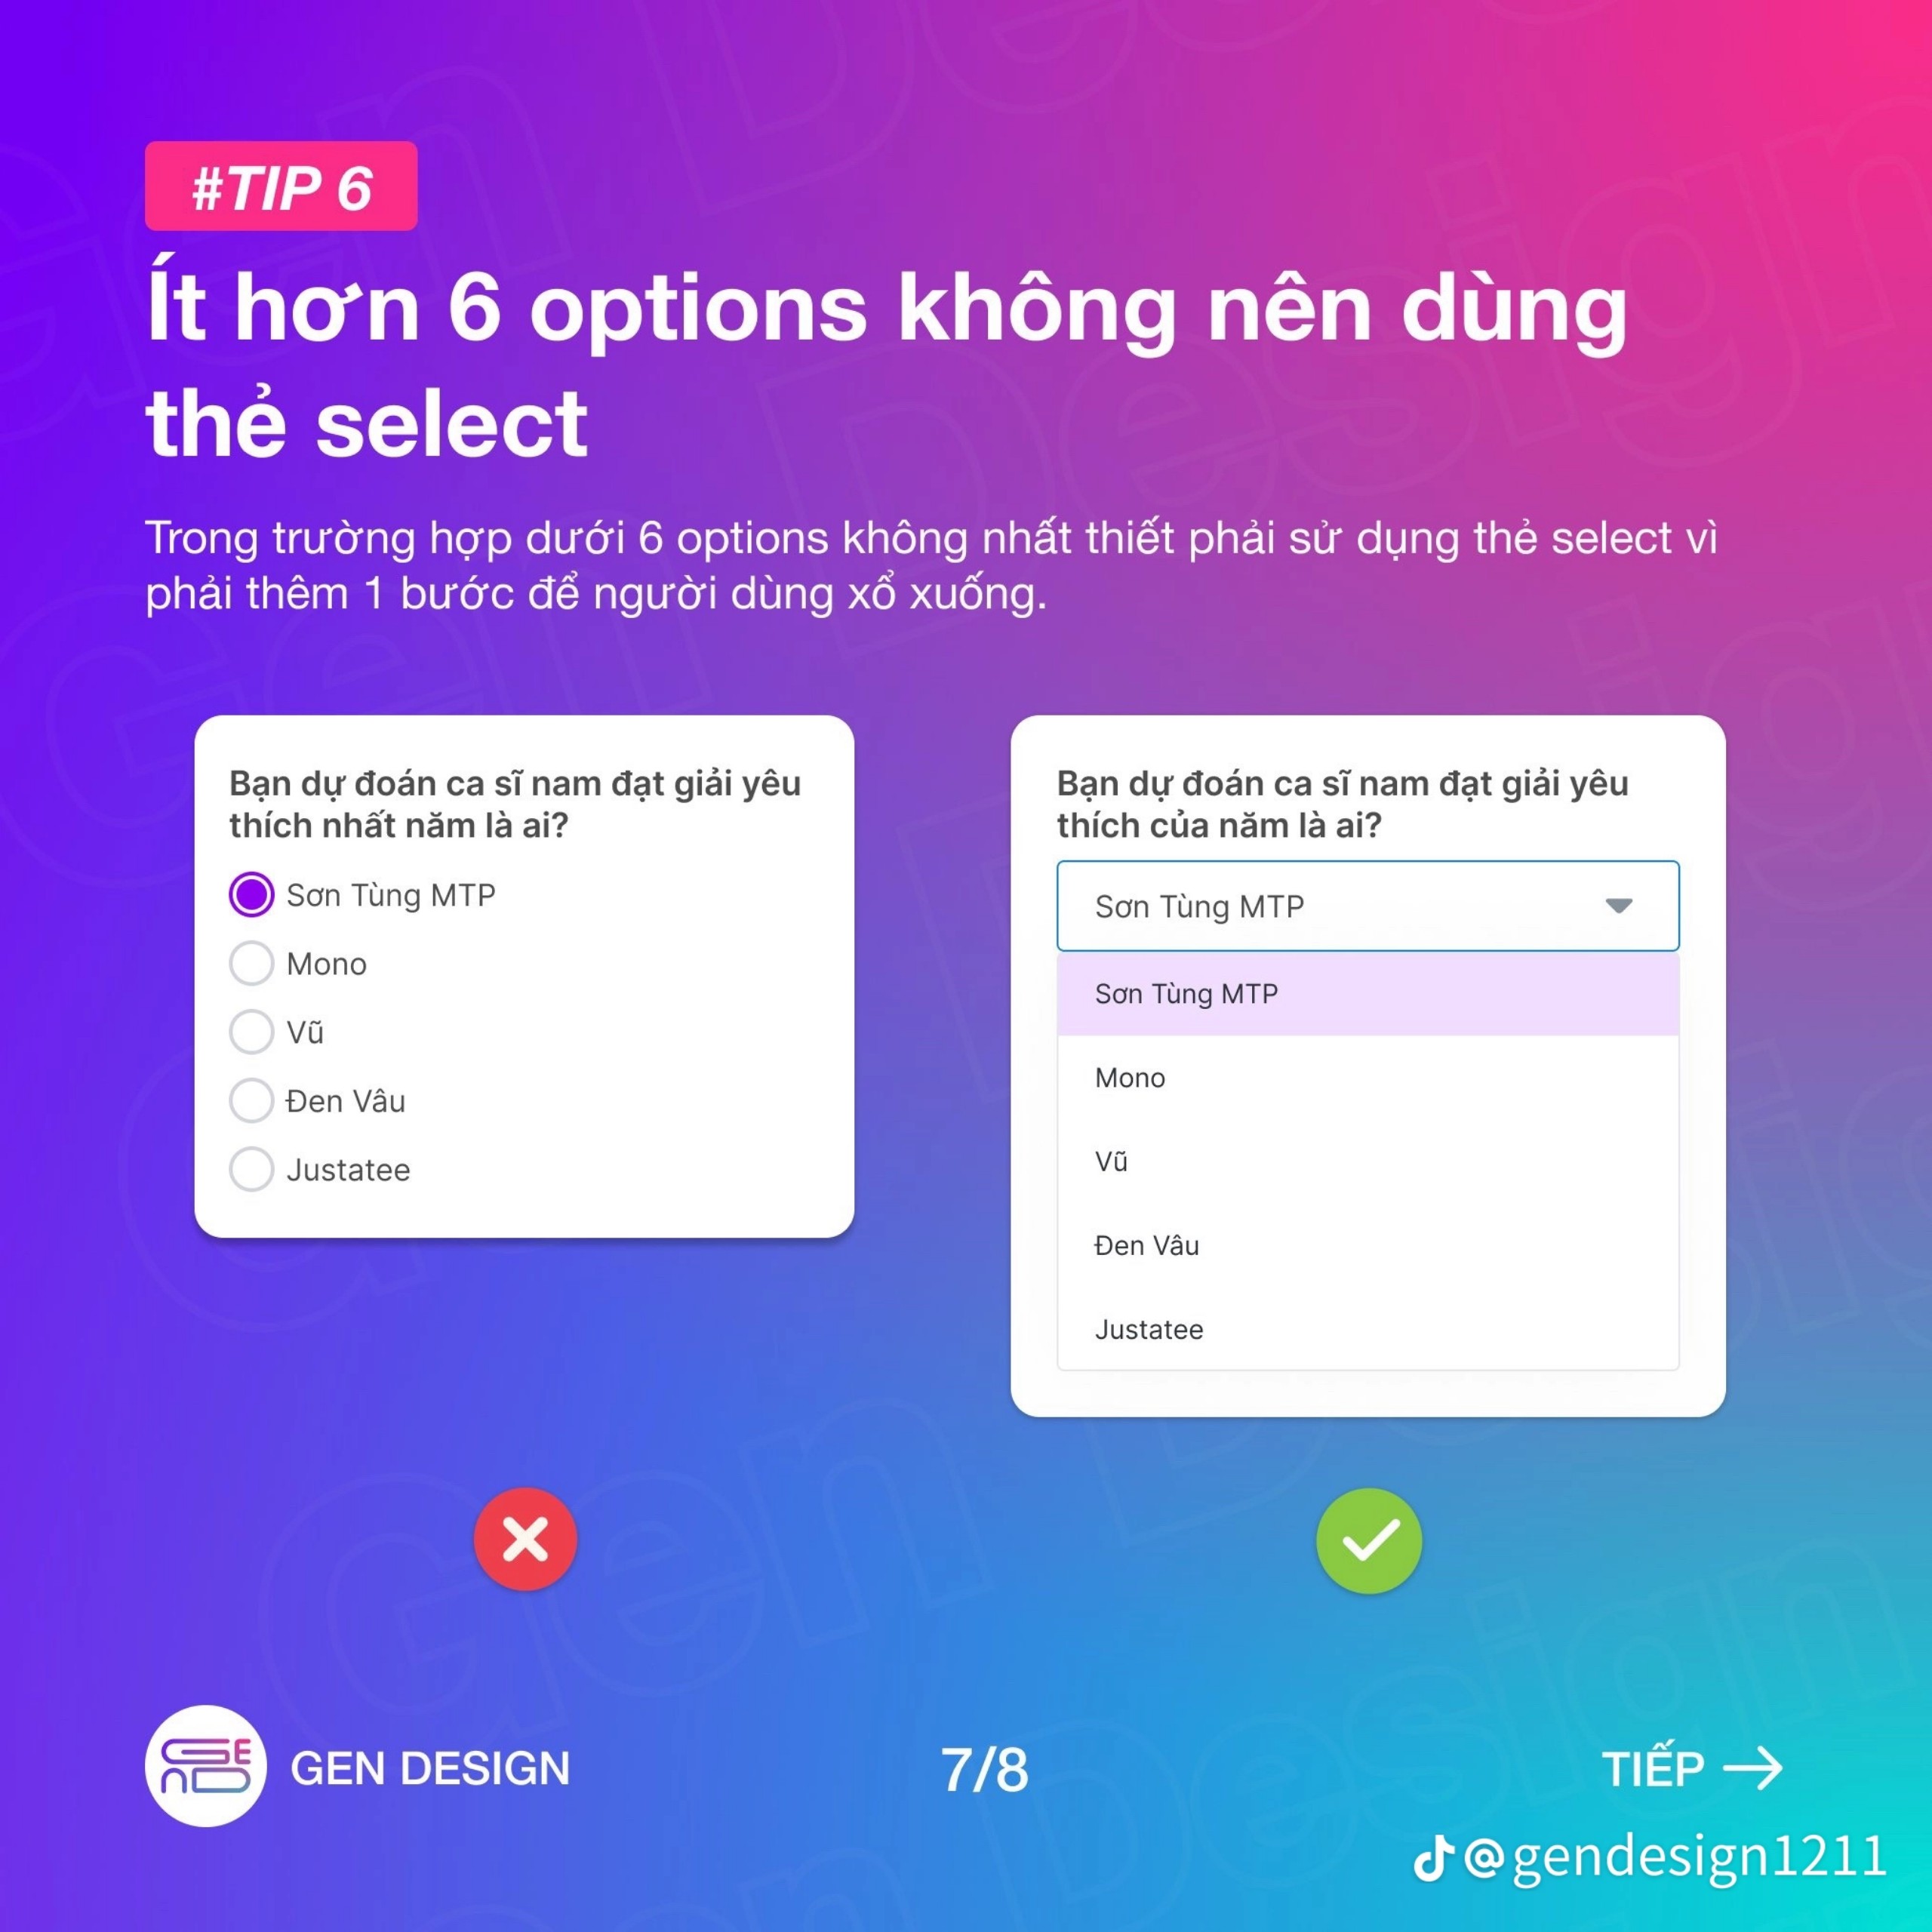 #TIP 6
Ít hơn 6 options không nên dùng
thẻ select
Trong trường hợp dưới 6 options không nhất thiết phải sử dụng thẻ select vì
phải thêm 1 bước để người dùng xổ xuống.
Bạn dự đoán ca sĩ nam đạt giải yêu
thích nhất năm là ai?
Sơn Tùng MTP
Mono
Vũ
Đen Vâu
Justatee
Bạn dự đoán ca sĩ nam đạt giải yêu
thích của năm là ai?
Sơn Tùng MTP
Sơn Tùng MTP
Mono
Vũ
Đen Vâu
Justatee
GEN DESIGN
7/8
TIẾP →
@gendesign1211